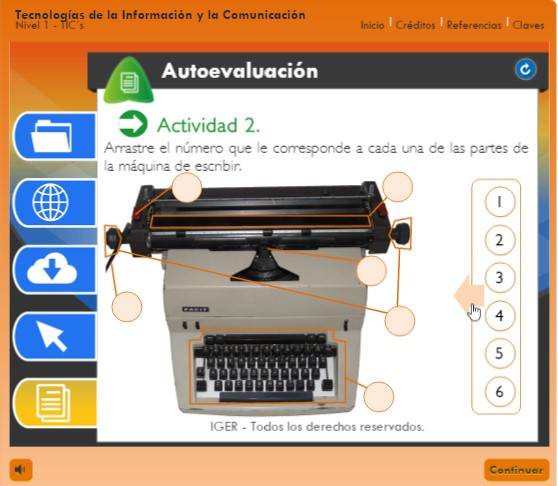 Tecnologías de la Información y la Comunicación
Nivel 1 - TIC's
Inicio | Créditos | Referencias | Claves
Autoevaluación
Actividad 2.
Arrastre el número que le corresponde a cada una de las partes de
la máquina de escribir.
1
2
3
4
5
6
FACIT
IGER - Todos los derechos reservados.
Continuar